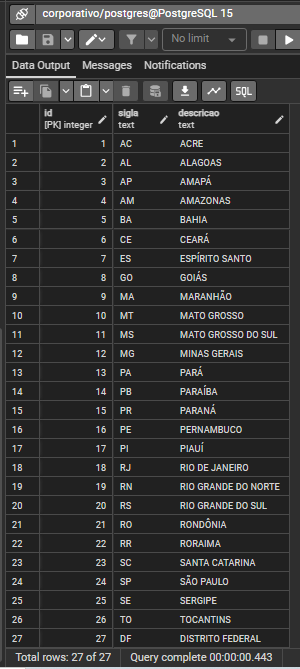 corporativo/postgres@PostgreSQL 15
No limit
Data Output Messages Notifications
SQL
id sigla descricao
[PK] integer text text
1 1 AC ACRE
2 2 AL ALAGOAS
3 3 AP AMAPÁ
4 4 AM AMAZONAS
5 5 BA BAHIA
6 6 CE CEARÁ
7 7 ES ESPÍRITO SANTO
8 8 GO GOIÁS
9 9 MA MARANHÃO
10 10 MT MATO GROSSO
11 11 MS MATO GROSSO DO SUL
12 12 MG MINAS GERAIS
13 13 PA PARÁ
14 14 PB PARAÍBA
15 15 PR PARANÁ
16 16 PE PERNAMBUCO
17 17 PI PIAUÍ
18 18 RJ RIO DE JANEIRO
19 19 RN RIO GRANDE DO NORTE
20 20 RS RIO GRANDE DO SUL
21 21 RO RONDÔNIA
22 22 RR RORAIMA
23 23 SC SANTA CATARINA
24 24 SP SÃO PAULO
25 25 SE SERGIPE
26 26 TO TOCANTINS
27 27 DF DISTRITO FEDERAL
Total rows: 27 of 27 Query complete 00:00:00.443